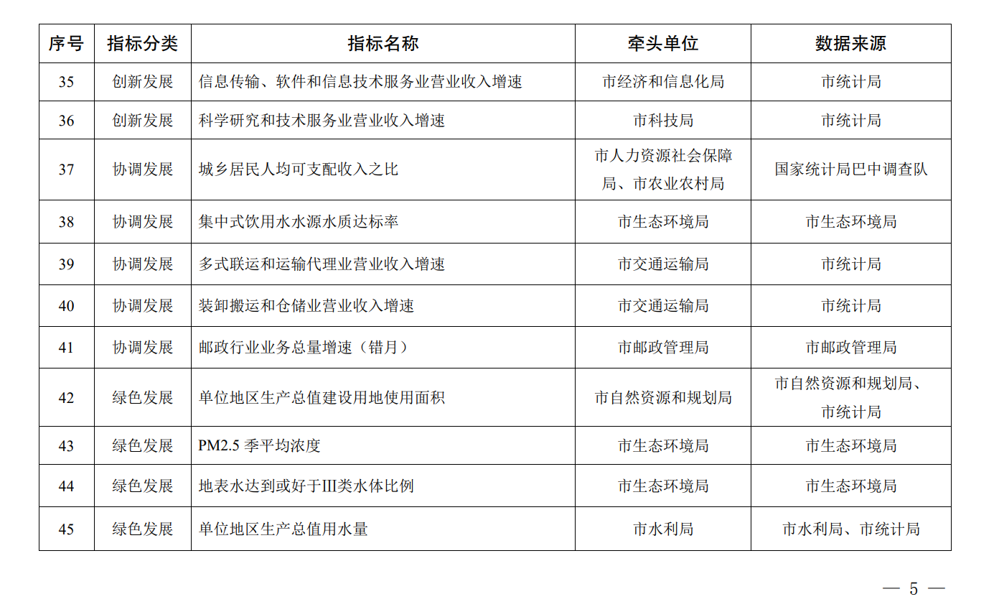 序号 指标分类 指标名称 牵头单位 数据来源
35 创新发展 信息传输、软件和信息技术服务业营业收入增速 市经济和信息化局 市统计局
36 创新发展 科学研究和技术服务业营业收入增速 市科技局 市统计局
37 协调发展 城乡居民人均可支配收入之比 市人力资源社会保障
局、市农业农村局 国家统计局巴中调查队
38 协调发展 集中式饮用水水源水质达标率 市生态环境局 市生态环境局
39 协调发展 多式联运和运输代理业营业收入增速 市交通运输局 市统计局
40 协调发展 装卸搬运和仓储业营业收入增速 市交通运输局 市统计局
41 协调发展 邮政行业业务总量增速（错月） 市邮政管理局 市邮政管理局
42 绿色发展 单位地区生产总值建设用地使用面积 市自然资源和规划局 市自然资源和规划局、
市统计局
43 绿色发展 PM2.5 季平均浓度 市生态环境局 市生态环境局
44 绿色发展 地表水达到或好于Ⅲ类水体比例 市生态环境局 市生态环境局
45 绿色发展 单位地区生产总值用水量 市水利局 市水利局、市统计局
— 5 —